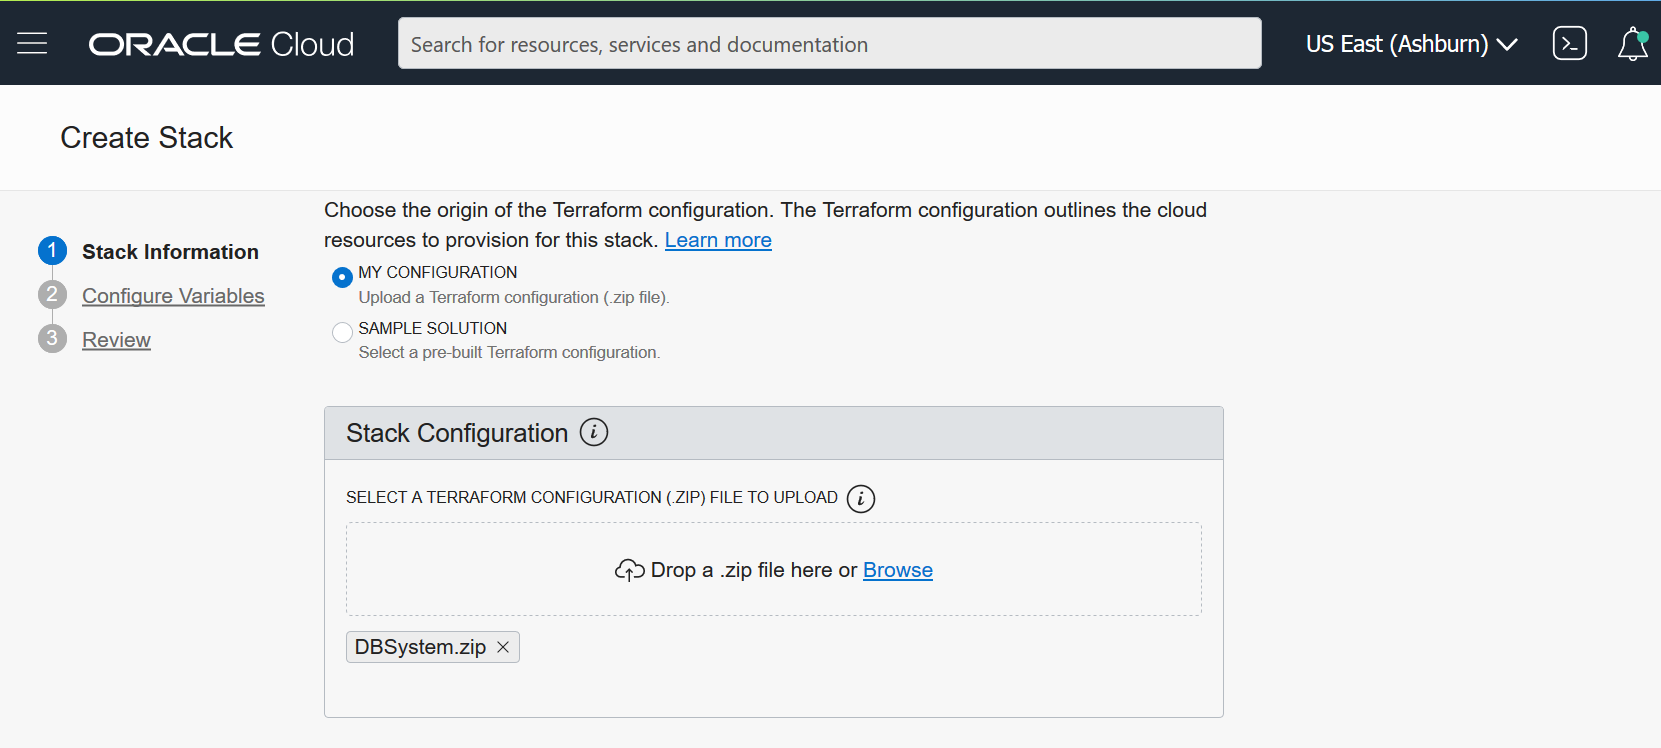 ORACLE Cloud
Search for resources, services and documentation
US East (Ashburn)
Create Stack
1 Stack Information
2 Configure Variables
3 Review
Choose the origin of the Terraform configuration. The Terraform configuration outlines the cloud
resources to provision for this stack. Learn more
MY CONFIGURATION
Upload a Terraform configuration (.zip file).
SAMPLE SOLUTION
Select a pre-built Terraform configuration.
Stack Configuration i
SELECT A TERRAFORM CONFIGURATION (.ZIP) FILE TO UPLOAD i
Drop a .zip file here or Browse
DBSystem.zip